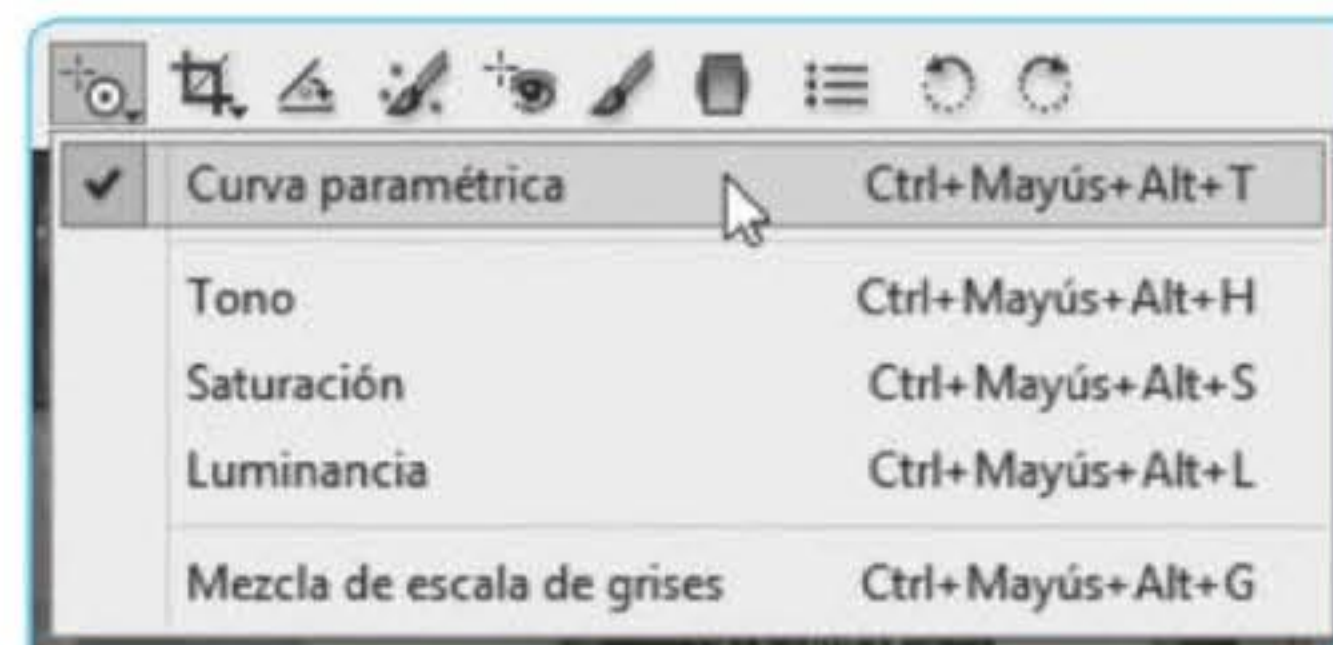 Curva paramétrica Ctrl+Mayús+Alt+T
Tono Ctrl+Mayús+Alt+H
Saturación Ctrl+Mayús+Alt+S
Luminancia Ctrl+Mayús+Alt+L
Mezcla de escala de grises Ctrl+Mayús+Alt+G